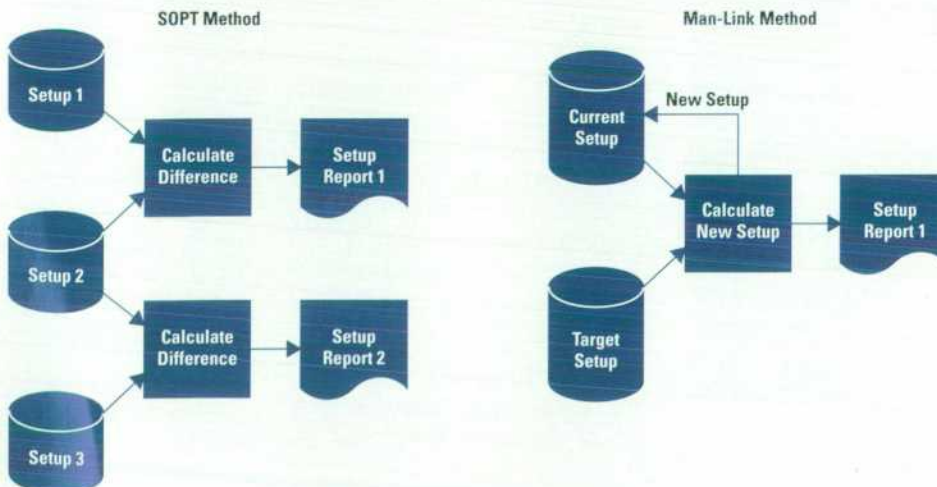 SOPT Method
Setup 1
Calculate
Difference
Setup
Report 1
Setup 2
Calculate
Difference
Setup
Report 2
Setup 3
Man-Link Method
Current
Setup
New Setup
Calculate
New Setup
Setup
Report 1
Target
Setup